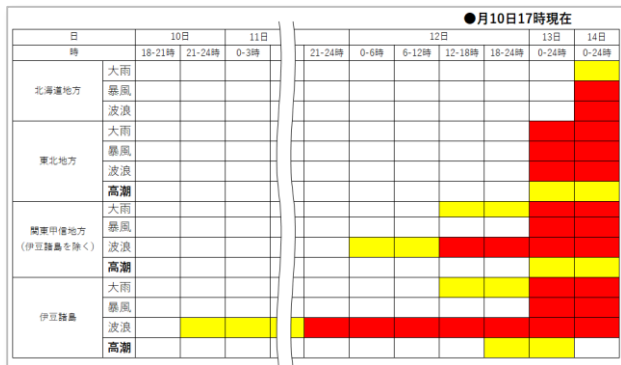 ●月10日17時現在
日 10日 11日 12日 13日 14日
時 18-21時 21-24時 0-3時 21-24時 0-6時 6-12時 12-18時 18-24時 0-24時 0-24時
北海道地方
大雨
暴風
波浪
東北地方
大雨
暴風
波浪
高潮
関東甲信地方
（伊豆諸島を除く）
大雨
暴風
波浪
高潮
伊豆諸島
大雨
暴風
波浪
高潮